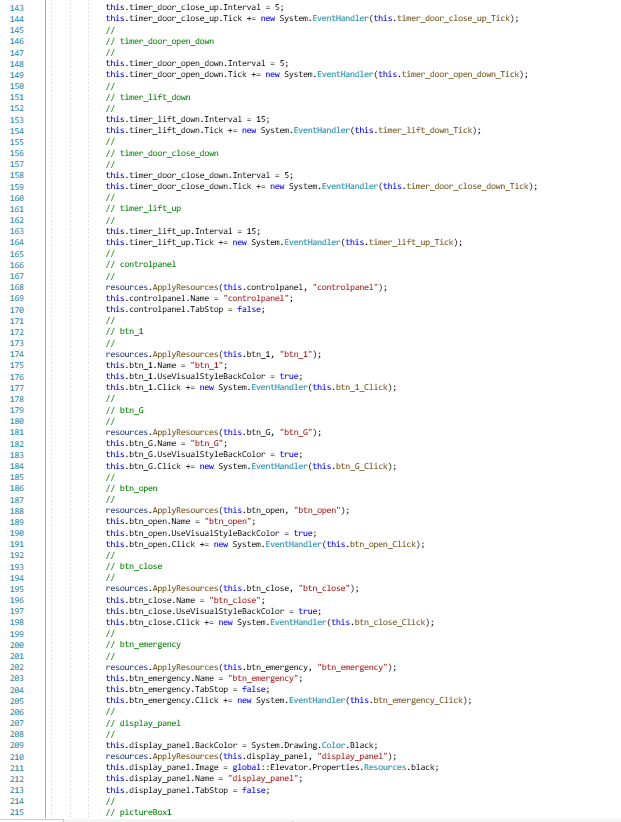 143 this.timer_door_close_up.Interval = 5;
144 this.timer_door_close_up.Tick += new System.EventHandler(this.timer_door_close_up_Tick);
145 //
146 // timer_door_open_down
147 //
148 this.timer_door_open_down.Interval = 5;
149 this.timer_door_open_down.Tick += new System.EventHandler(this.timer_door_open_down_Tick);
150 //
151 // timer_lift_down
152 //
153 this.timer_lift_down.Interval = 15;
154 this.timer_lift_down.Tick += new System.EventHandler(this.timer_lift_down_Tick);
155 //
156 // timer_door_close_down
157 //
158 this.timer_door_close_down.Interval = 5;
159 this.timer_door_close_down.Tick += new System.EventHandler(this.timer_door_close_down_Tick);
160 //
161 // timer_lift_up
162 //
163 this.timer_lift_up.Interval = 15;
164 this.timer_lift_up.Tick += new System.EventHandler(this.timer_lift_up_Tick);
165 //
166 // controlpanel
167 //
168 resources.ApplyResources(this.controlpanel, "controlpanel");
169 this.controlpanel.Name = "controlpanel";
170 this.controlpanel.TabStop = false;
171 //
172 // btn_1
173 //
174 resources.ApplyResources(this.btn_1, "btn_1");
175 this.btn_1.Name = "btn_1";
176 this.btn_1.UseVisualStyleBackColor = true;
177 this.btn_1.Click += new System.EventHandler(this.btn_1_Click);
178 //
179 // btn_G
180 //
181 resources.ApplyResources(this.btn_G, "btn_G");
182 this.btn_G.Name = "btn_G";
183 this.btn_G.UseVisualStyleBackColor = true;
184 this.btn_G.Click += new System.EventHandler(this.btn_G_Click);
185 //
186 // btn_open
187 //
188 resources.ApplyResources(this.btn_open, "btn_open");
189 this.btn_open.Name = "btn_open";
190 this.btn_open.UseVisualStyleBackColor = true;
191 this.btn_open.Click += new System.EventHandler(this.btn_open_Click);
192 //
193 // btn_close
194 //
195 resources.ApplyResources(this.btn_close, "btn_close");
196 this.btn_close.Name = "btn_close";
197 this.btn_close.UseVisualStyleBackColor = true;
198 this.btn_close.Click += new System.EventHandler(this.btn_close_Click);
199 //
200 // btn_emergency
201 //
202 resources.ApplyResources(this.btn_emergency, "btn_emergency");
203 this.btn_emergency.Name = "btn_emergency";
204 this.btn_emergency.TabStop = false;
205 this.btn_emergency.Click += new System.EventHandler(this.btn_emergency_Click);
206 //
207 // display_panel
208 //
209 this.display_panel.BackColor = System.Drawing.Color.Black;
210 resources.ApplyResources(this.display_panel, "display_panel");
211 this.display_panel.Image = global::Elevator.Properties.Resources.black;
212 this.display_panel.Name = "display_panel";
213 this.display_panel.TabStop = false;
214 //
215 // pictureBox1